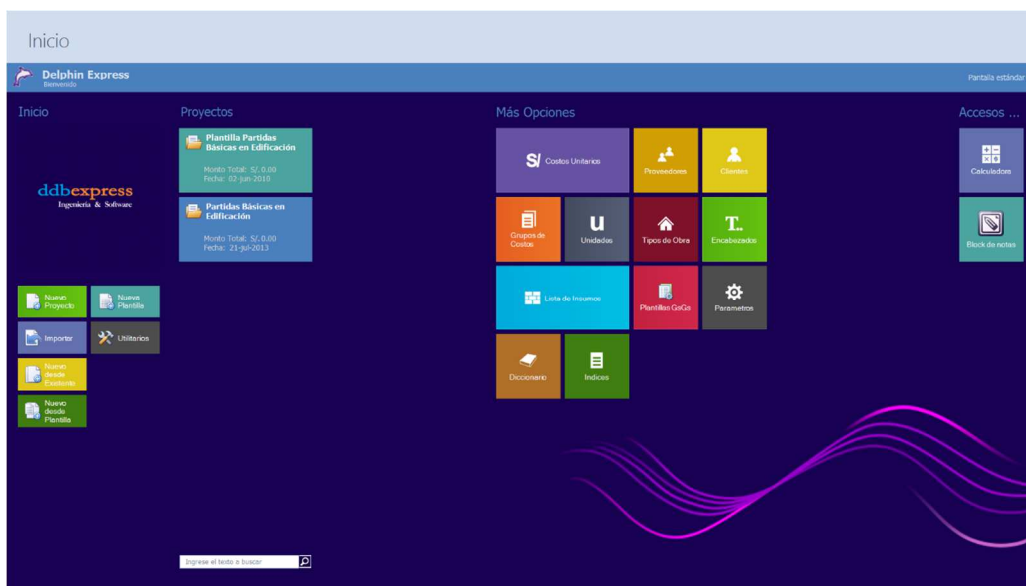 Inicio
Delphin Express
Bienvenido
Pantalla estándar
Inicio
ddbexpress
Ingeniería & Software
Nuevo
Proyecto
Nueva
Plantilla
Importar
Utilitarios
Nuevo
desde
Existente
Nuevo
desde
Plantilla
Proyectos
Plantilla Partidas
Básicas en Edificación
Monto Total: S/. 0.00
Fecha: 02-jun-2010
Partidas Básicas en
Edificación
Monto Total: S/. 0.00
Fecha: 21-jul-2013
Ingrese el texto a buscar
Más Opciones
S/ Costos Unitarios
Proveedores
Clientes
Grupos de
Costos
u
Unidades
Tipos de Obra
T..
Encabezados
Lista de Insumos
Plantillas GsGs
Parametros
Diccionario
Indices
Accesos ...
Calculadora
Block de notas